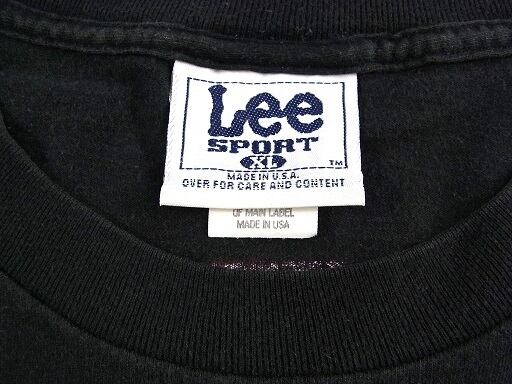 Lee
SPORT
XL
TM
MADE IN U.S.A.
OVER FOR CARE AND CONTENT
OF MAIN LABEL
MADE IN USA